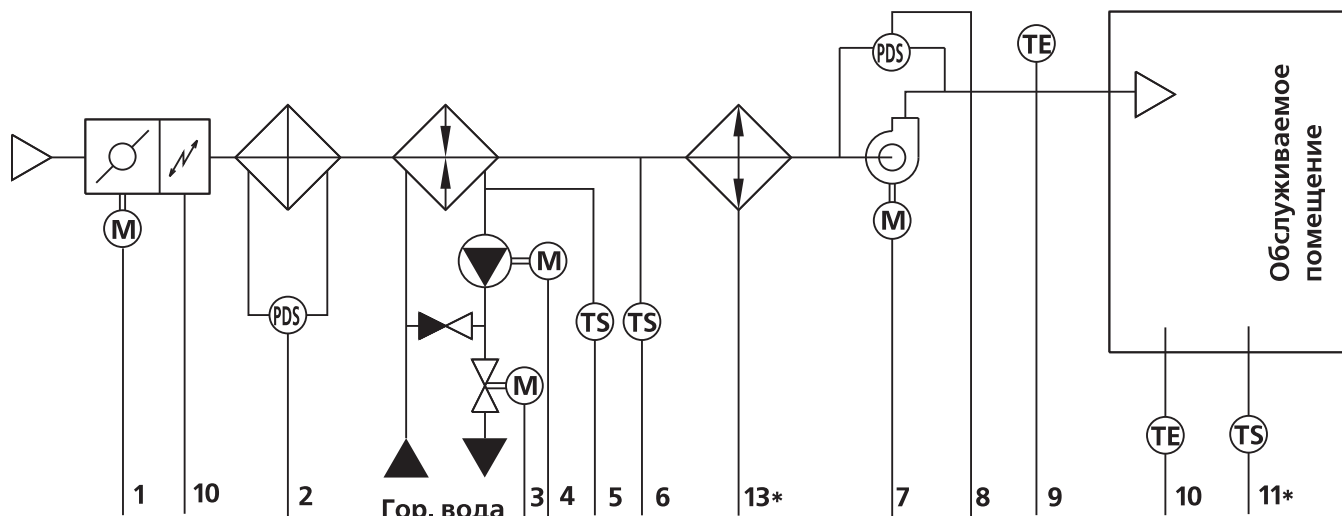 TE
PDS
Обслуживаемое
помещение
M
M
M
PDS
TS
TS
M
TE
TS
1
10
2
Гор. вода
3
4
5
6
13*
7
8
9
10
11*